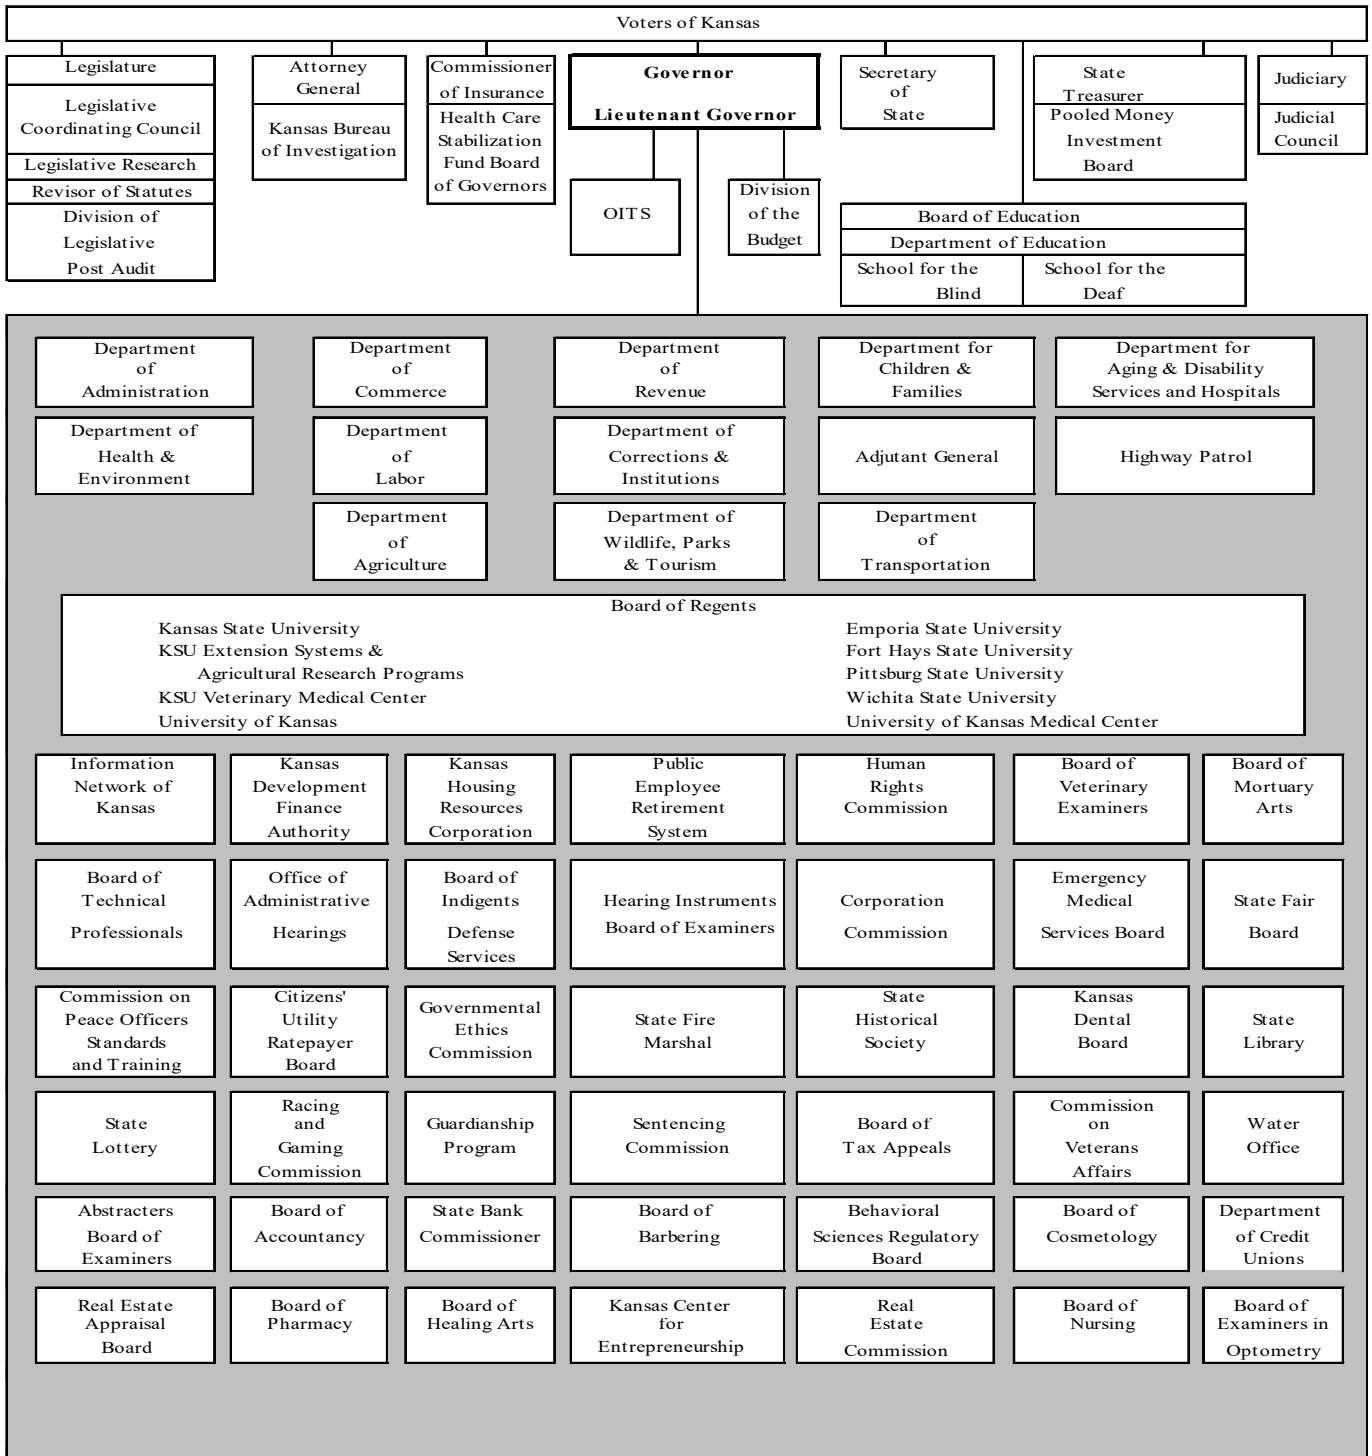 Voters of Kansas
Legislature
Legislative
Coordinating Council
Legislative Research
Revisor of Statutes
Division of
Legislative
Post Audit
Attorney
General
Kansas Bureau
of Investigation
Commissioner
of Insurance
Health Care
Stabilization
Fund Board
of Governors
Governor
Lieutenant Governor
OITS
Division
of the
Budget
Secretary
of
State
Board of Education
Department of Education
School for the
Blind
School for the
Deaf
State
Treasurer
Pooled Money
Investment
Board
Judiciary
Judicial
Council
Department
of
Administration
Department
of
Commerce
Department
of
Revenue
Department for
Children &
Families
Department for
Aging & Disability
Services and Hospitals
Department of
Health &
Environment
Department
of
Labor
Department of
Corrections &
Institutions
Adjutant General
Highway Patrol
Department
of
Agriculture
Department of
Wildlife, Parks
& Tourism
Department
of
Transportation
Board of Regents
Kansas State University
KSU Extension Systems &
Agricultural Research Programs
KSU Veterinary Medical Center
University of Kansas
Emporia State University
Fort Hays State University
Pittsburg State University
Wichita State University
University of Kansas Medical Center
Information
Network of
Kansas
Kansas
Development
Finance
Authority
Kansas
Housing
Resources
Corporation
Public
Employee
Retirement
System
Human
Rights
Commission
Board of
Veterinary
Examiners
Board of
Mortuary
Arts
Board of
Technical
Professionals
Office of
Administrative
Hearings
Board of
Indigents
Defense
Services
Hearing Instruments
Board of Examiners
Corporation
Commission
Emergency
Medical
Services Board
State Fair
Board
Commission on
Peace Officers
Standards
and Training
Citizens'
Utility
Ratepayer
Board
Governmental
Ethics
Commission
State Fire
Marshal
State
Historical
Society
Kansas
Dental
Board
State
Library
State
Lottery
Racing
and
Gaming
Commission
Guardianship
Program
Sentencing
Commission
Board of
Tax Appeals
Commission
on
Veterans
Affairs
Water
Office
Abstracters
Board of
Examiners
Board of
Accountancy
State Bank
Commissioner
Board of
Barbering
Behavioral
Sciences Regulatory
Board
Board of
Cosmetology
Department
of Credit
Unions
Real Estate
Appraisal
Board
Board of
Pharmacy
Board of
Healing Arts
Kansas Center
for
Entrepreneurship
Real
Estate
Commission
Board of
Nursing
Board of
Examiners in
Optometry